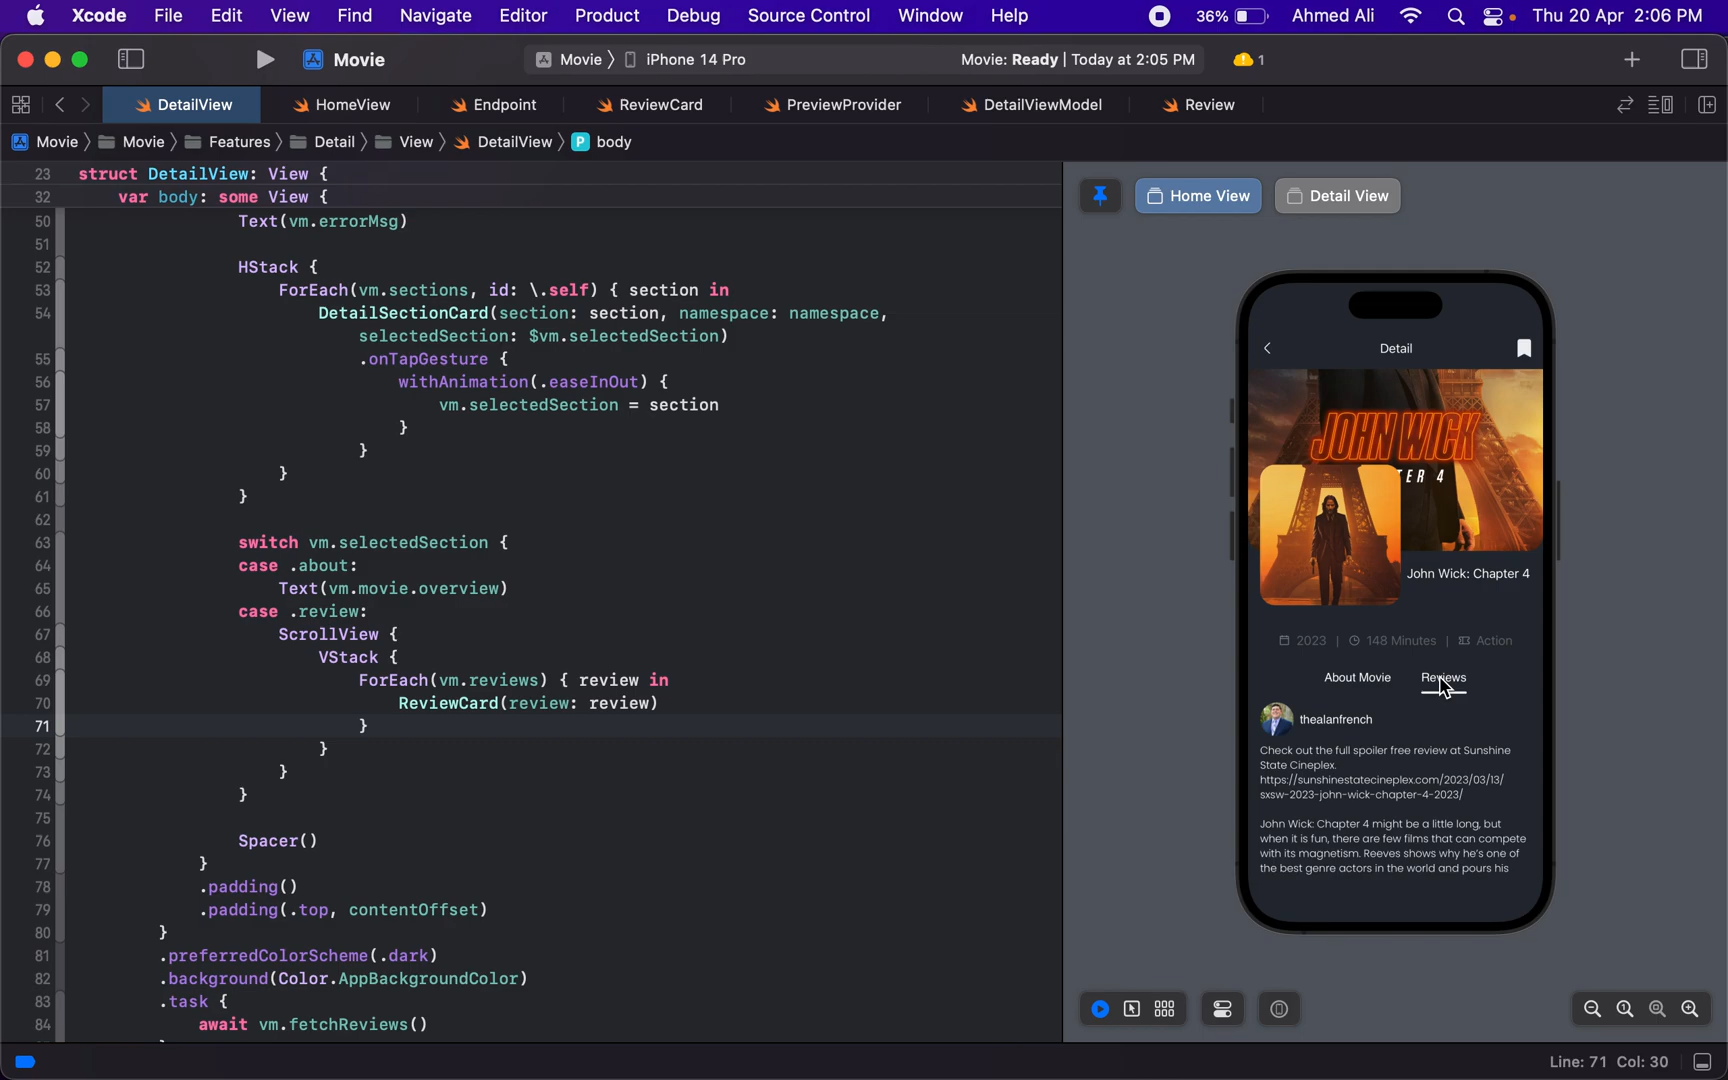 Xcode File Edit View Find Navigate Editor Product Debug Source Control Window Help 36% Ahmed Ali Thu 20 Apr 2:06 PM
Movie Movie 〉 iPhone 14 Pro Movie: Ready | Today at 2:05 PM 1
DetailView HomeView Endpoint ReviewCard PreviewProvider DetailViewModel Review
Movie 〉 Movie 〉 Features 〉 Detail 〉 View 〉 DetailView 〉 P body
23 struct DetailView: View {
32 var body: some View {
50 Text(vm.errorMsg)
51
52 HStack {
53 ForEach(vm.sections, id: \.self) { section in
54 DetailSectionCard(section: section, namespace: namespace,
selectedSection: $vm.selectedSection)
55 .onTapGesture {
56 withAnimation(.easeInOut) {
57 vm.selectedSection = section
58 }
59 }
60 }
61 }
62
63 switch vm.selectedSection {
64 case .about:
65 Text(vm.movie.overview)
66 case .review:
67 ScrollView {
68 VStack {
69 ForEach(vm.reviews) { review in
70 ReviewCard(review: review)
71 }
72 }
73 }
74 }
75
76 Spacer()
77 }
78 .padding()
79 .padding(.top, contentOffset)
80 }
81 .preferredColorScheme(.dark)
82 .background(Color.AppBackgroundColor)
83 .task {
84 await vm.fetchReviews()
Home View Detail View
Detail
JOHN WICK
TER 4
John Wick: Chapter 4
2023 | 148 Minutes | Action
About Movie Reviews
thealanfrench
Check out the full spoiler free review at Sunshine
State Cineplex.
https://sunshinestatecineplex.com/2023/03/13/
sxsw-2023-john-wick-chapter-4-2023/
John Wick: Chapter 4 might be a little long, but
when it is fun, there are few films that can compete
with its magnetism. Reeves shows why he's one of
the best genre actors in the world and pours his
Line: 71 Col: 30